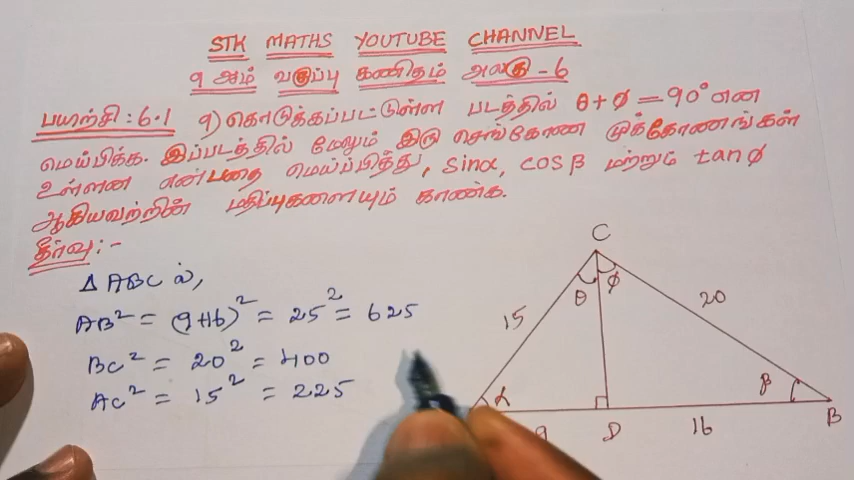 STK MATHS YOUTUBE CHANNEL
9 ஆம் வகுப்பு கணிதம் அலகு - 6
பயிற்சி : 6.1 9) கொடுக்கப்பட்டுள்ள படத்தில் θ + φ = 90° என
மெய்பிக்க. இப்படத்தில் மேலும் இரு செங்கோண முக்கோணங்கள்
உள்ளன என்பதை மெய்ப்பித்து, sinα, cosβ மற்றும் tanφ
ஆகியவற்றின் மதிப்புகளையும் காண்க.
தீர்வு :-
Δ ABC ல்,
AB² = (9+16)² = 25² = 625
BC² = 20² = 400
AC² = 15² = 225
C
θ φ
15 20
α β
9 D 16 B